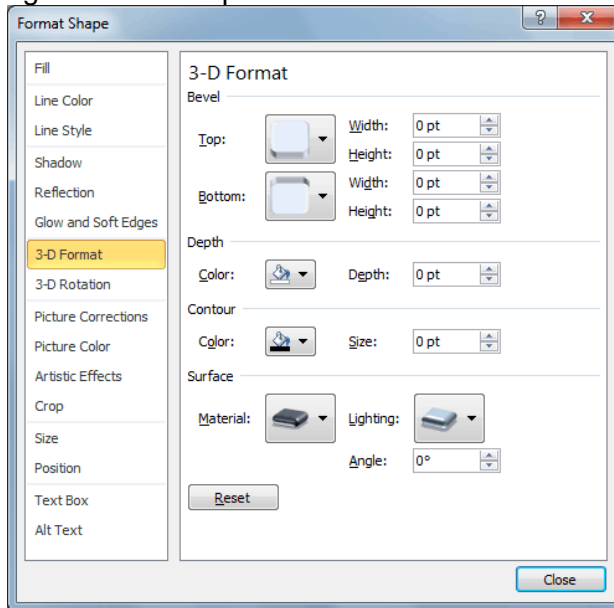 Format Shape
?
X
Fill
Line Color
Line Style
Shadow
Reflection
Glow and Soft Edges
3-D Format
3-D Rotation
Picture Corrections
Picture Color
Artistic Effects
Crop
Size
Position
Text Box
Alt Text
3-D Format
Bevel
Top:
Width: 0 pt
Height: 0 pt
Bottom:
Width: 0 pt
Height: 0 pt
Depth
Color: Depth: 0 pt
Contour
Color: Size: 0 pt
Surface
Material: Lighting:
Angle: 0°
Reset
Close